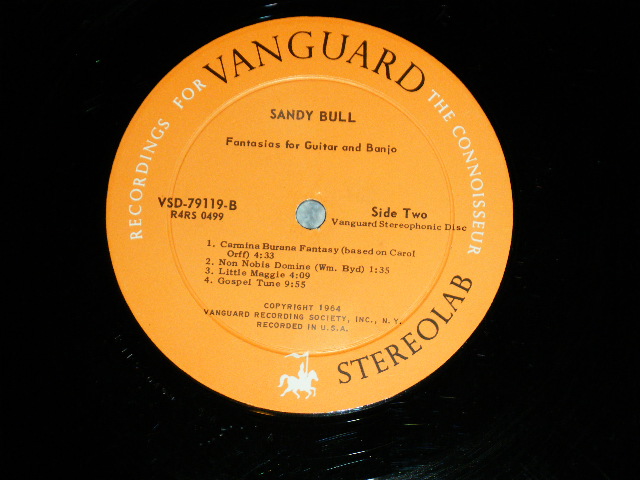 RECORDINGS FOR VANGUARD THE CONNOISSEUR
SANDY BULL
Fantasias for Guitar and Banjo
VSD-79119-B
R4RS 0499
Side Two
Vanguard Stereophonic Disc
1. Carmina Burana Fantasy (based on Carol
Orff) 4:33
2. Non Nobis Domine (Wm. Byd) 1:35
3. Little Maggie 4:09
4. Gospel Tune 9:55
COPYRIGHT 1964
VANGUARD RECORDING SOCIETY, INC., N. Y.
RECORDED IN U.S.A.
STEREOLAB